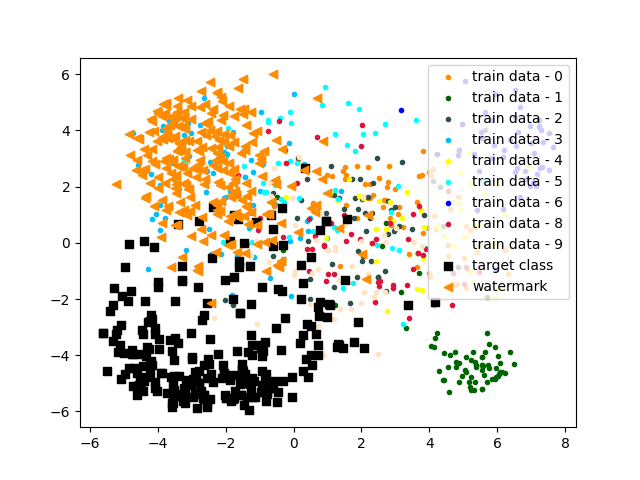 6
4
2
0
−2
−4
−6
−6
−4
−2
0
2
4
6
8
train data - 0
train data - 1
train data - 2
train data - 3
train data - 4
train data - 5
train data - 6
train data - 8
train data - 9
target class
watermark